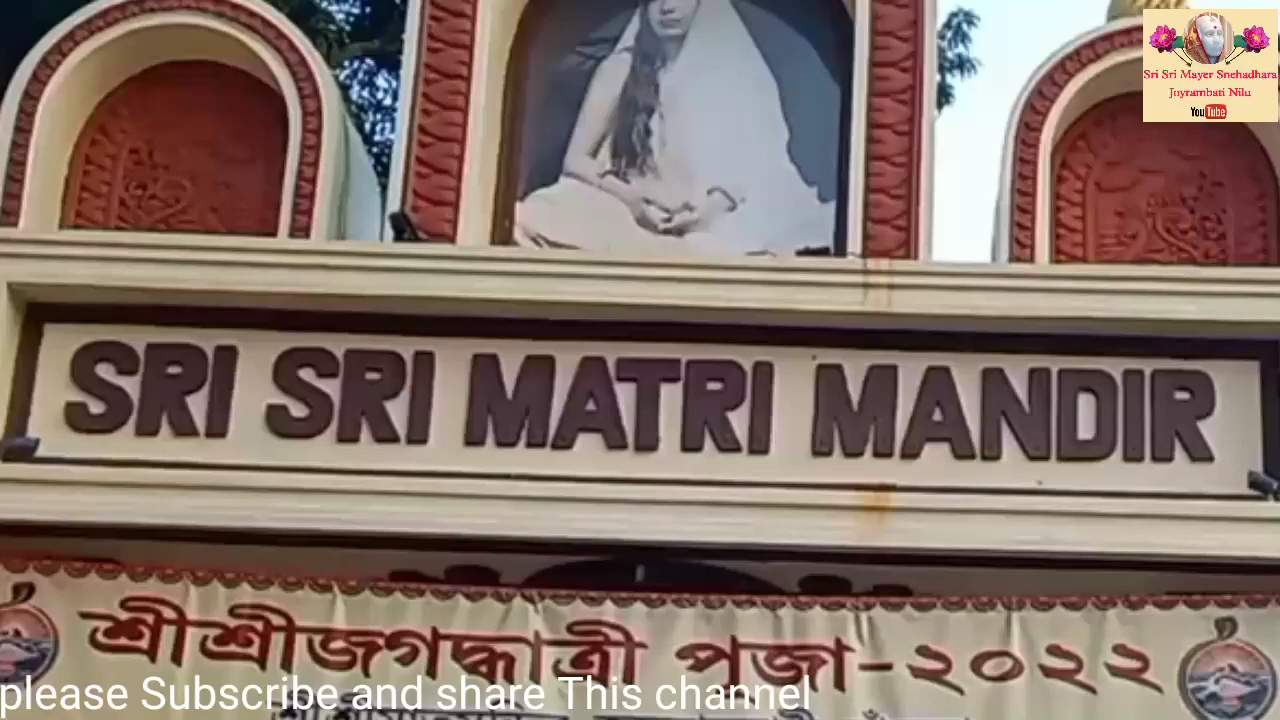 Sri Sri Mayer Snehadhara
Joyrambati Nilu
YouTube
SRI SRI MATRI MANDIR
শ্রীশ্রীজগদ্ধাত্রী পূজা-২০২২
please Subscribe and share This channel